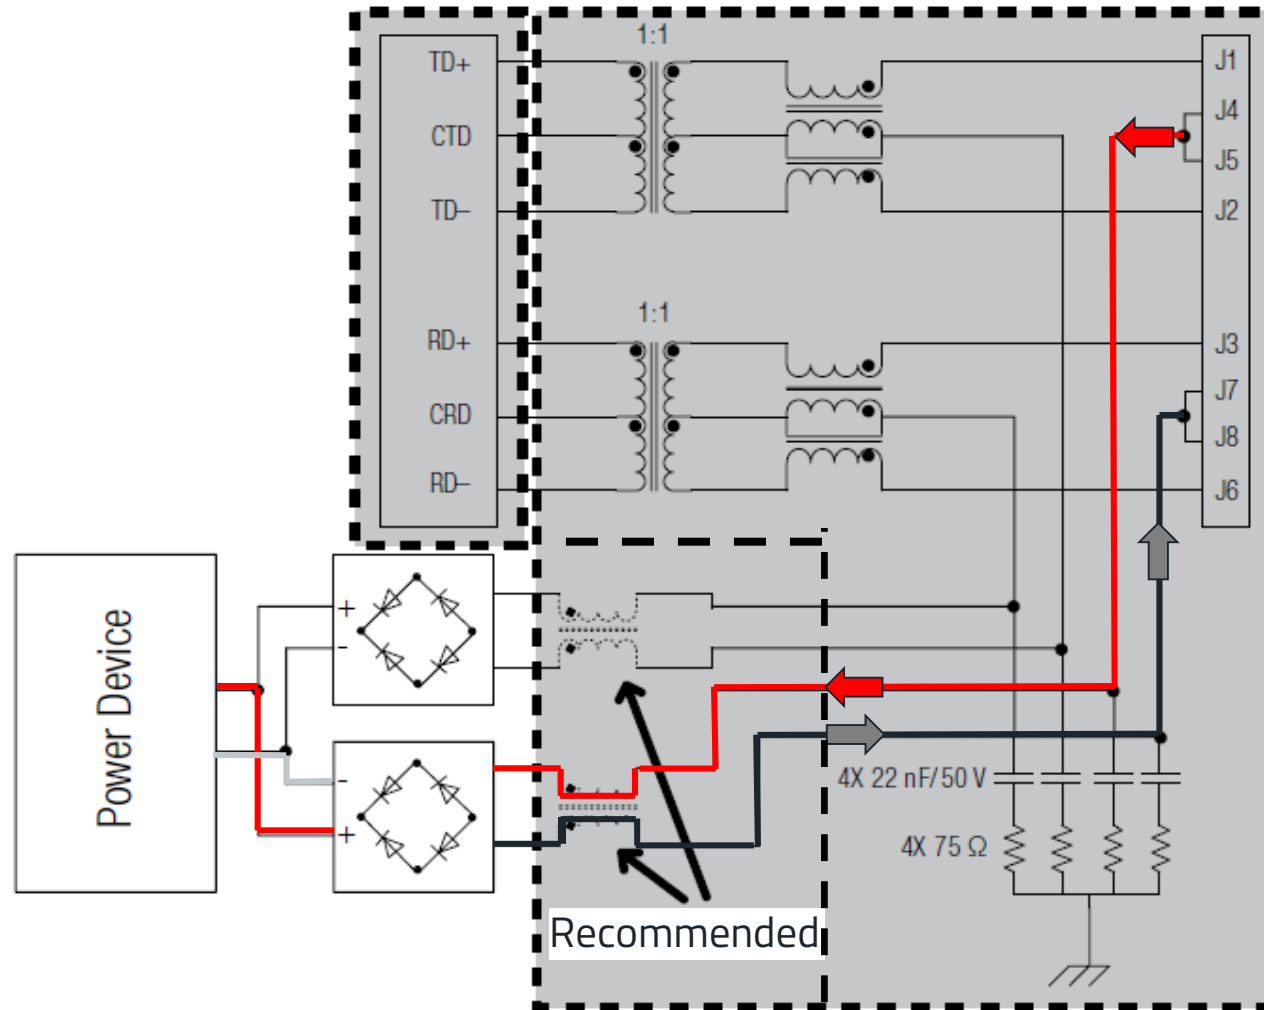 1:1
TD+
CTD
TD–
J1
J4
J5
J2
1:1
RD+
CRD
RD–
J3
J7
J8
J6
Power Device
+
-
-
+
4X 22 nF/50 V
4X 75 Ω
Recommended